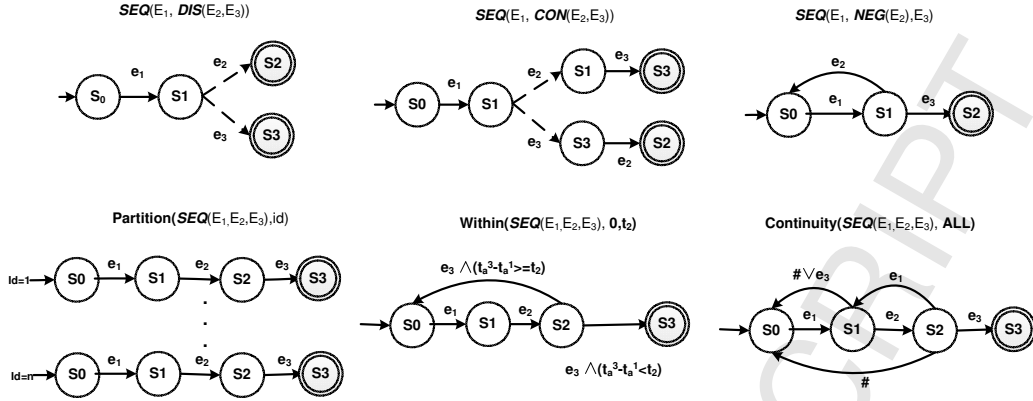 SEQ(E₁, DIS(E₂,E₃))
e₁
e₂
e₃
S₀
S1
S2
S3
SEQ(E₁, CON(E₂,E₃))
e₁
e₂
e₃
e₃
e₂
S0
S1
S1
S3
S3
S2
SEQ(E₁, NEG(E₂),E₃)
e₂
e₁
e₃
S0
S1
S2
Partition(SEQ(E₁,E₂,E₃),id)
Id=1
S0
e₁
S1
e₂
S2
e₃
S3
.
.
.
Id=n
S0
e₁
S1
e₂
S2
e₃
S3
Within(SEQ(E₁,E₂,E₃), 0,t₂)
e₃ ∧(tₐ³-tₐ¹>=t₂)
S0
e₁
S1
e₂
S2
S3
e₃ ∧(tₐ³-tₐ¹<t₂)
Continuity(SEQ(E₁,E₂,E₃), ALL)
#∨e₃
e₁
S0
e₁
S1
e₂
S2
e₃
S3
#
CRIPT